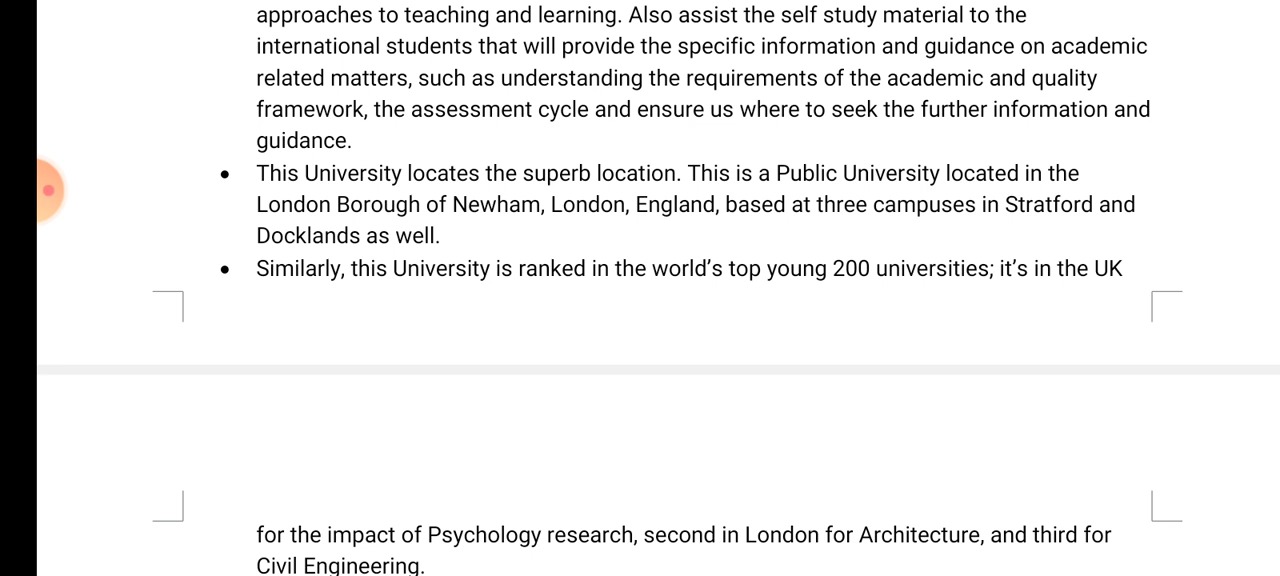 approaches to teaching and learning. Also assist the self study material to the
international students that will provide the specific information and guidance on academic
related matters, such as understanding the requirements of the academic and quality
framework, the assessment cycle and ensure us where to seek the further information and
guidance.
• This University locates the superb location. This is a Public University located in the
London Borough of Newham, London, England, based at three campuses in Stratford and
Docklands as well.
• Similarly, this University is ranked in the world’s top young 200 universities; it’s in the UK
for the impact of Psychology research, second in London for Architecture, and third for
Civil Engineering.